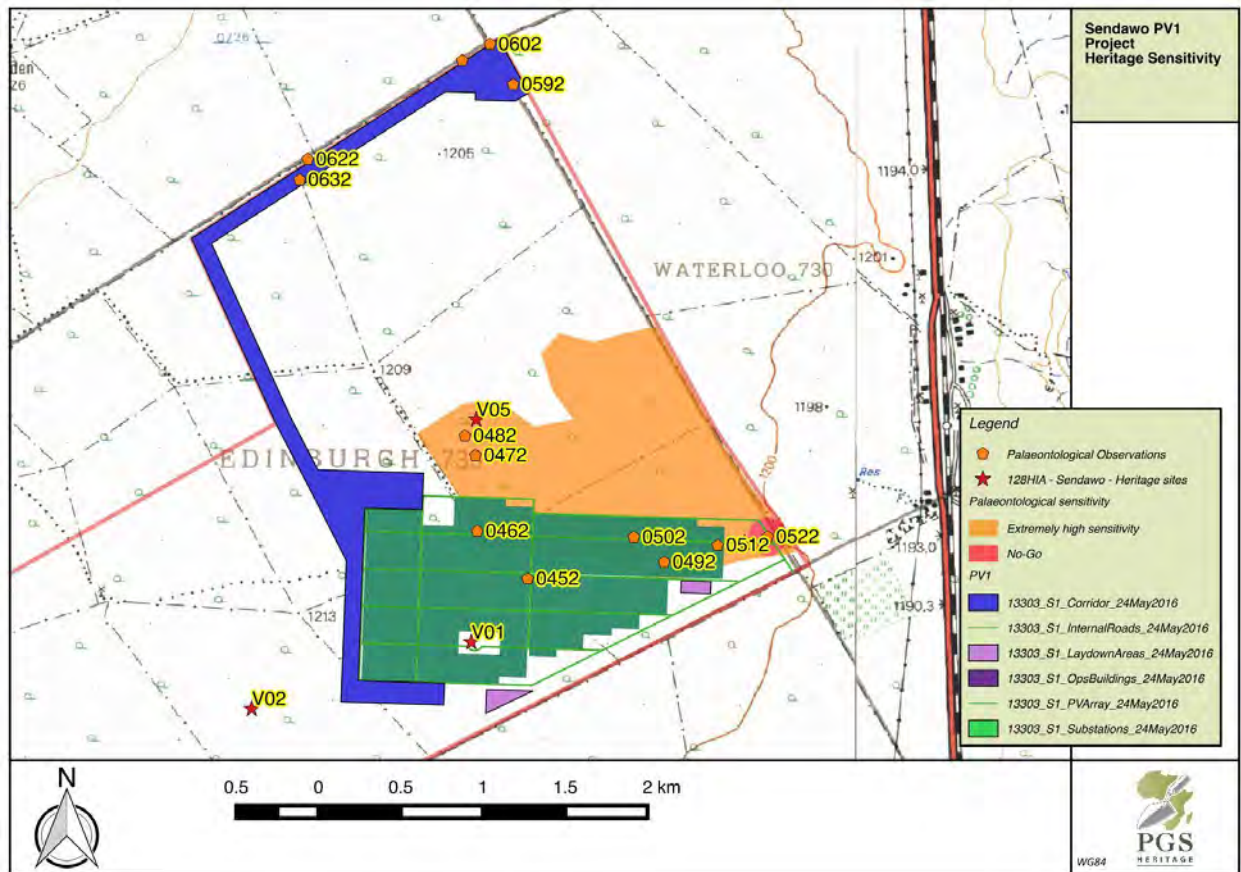 Sendawo PV1
Project
Heritage Sensitivity
0602
0592
0622
0632
1205
1194,0
1201
WATERLOO 730
1209
V05
0482
0472
EDINBURGH 735
1198
1200
Res
0462
0502
0512
0522
0492
0452
1193,0
1190,3
1213
V01
V02
Legend
Palaeontological Observations
128HIA - Sendawo - Heritage sites
Palaeontological sensitivity
Extremely high sensitivity
No-Go
PV1
13303_S1_Corridor_24May2016
13303_S1_InternalRoads_24May2016
13303_S1_LaydownAreas_24May2016
13303_S1_OpsBuildings_24May2016
13303_S1_PVArray_24May2016
13303_S1_Substations_24May2016
N
0.5 0 0.5 1 1.5 2 km
WG84
PGS
HERITAGE